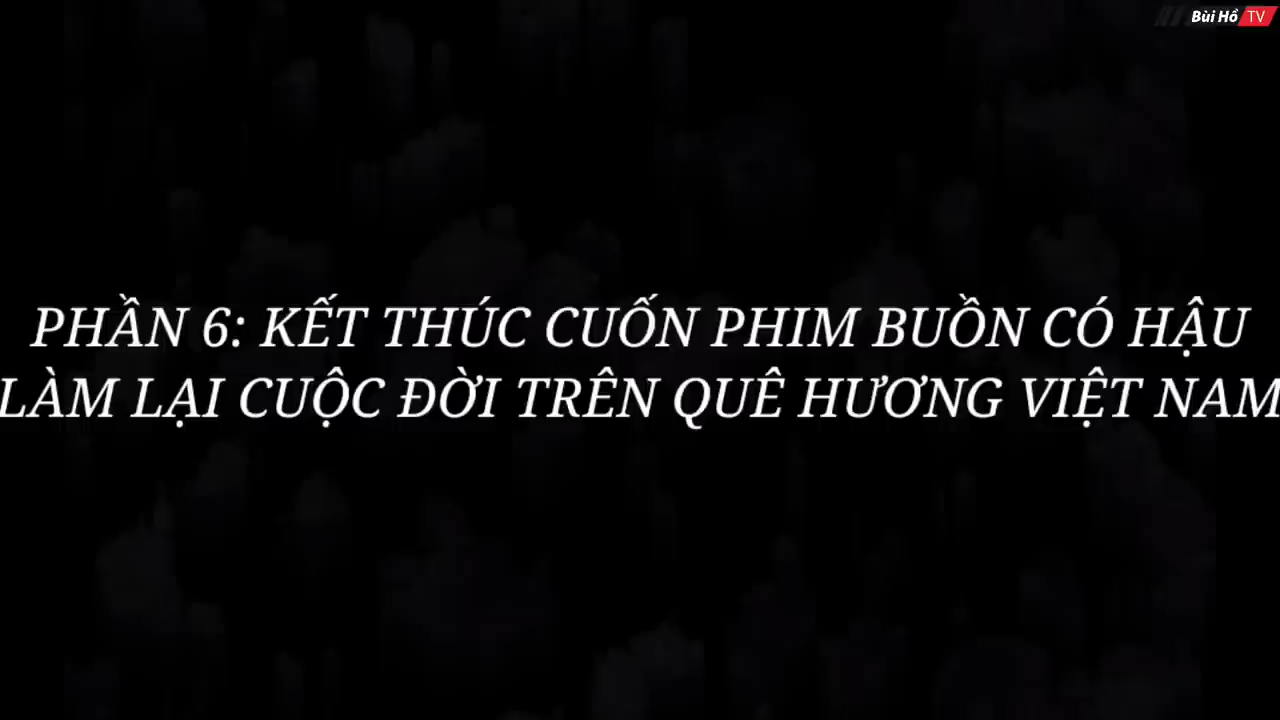 Bùi Hồ TV
PHẦN 6: KẾT THÚC CUỐN PHIM BUỒN CÓ HẬU
LÀM LẠI CUỘC ĐỜI TRÊN QUÊ HƯƠNG VIỆT NAM